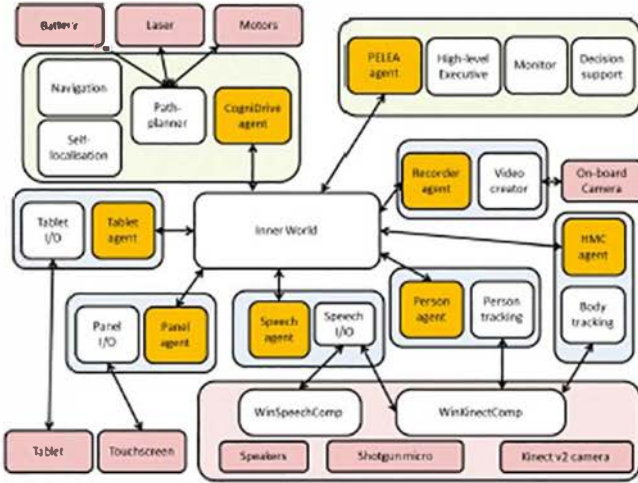 Battery
Laser
Motors
Navigation
Self-
localisation
Path-
planner
CogniDrive
agent
PELEA
agent
High-level
Executive
Monitor
Decision
support
Recorder
agent
Video
creator
On-board
Camera
Tablet
I/O
Tablet
agent
Inner World
HMC
agent
Body
tracking
Panel
I/O
Panel
agent
Speech
agent
Speech
I/O
Person
agent
Person
tracking
WinSpeechComp
WinKinectComp
Tablet
Touchscreen
Speakers
Shotgun micro
Kinect v2 camera